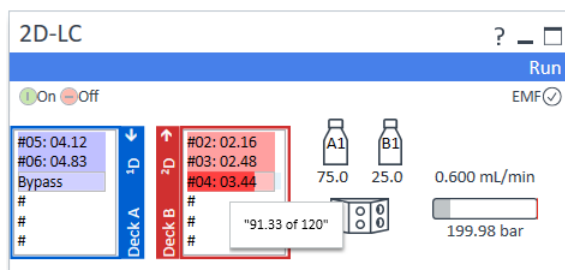 2D-LC
?
Run
On Off
EMF
#05: 04.12
#06: 04.83
Bypass
#
#
#
1D
Deck A
2D
Deck B
#02: 02.16
#03: 02.48
#04: 03.44
#
#
#
"91.33 of 120"
A1
B1
75.0
25.0
0.600 mL/min
199.98 bar